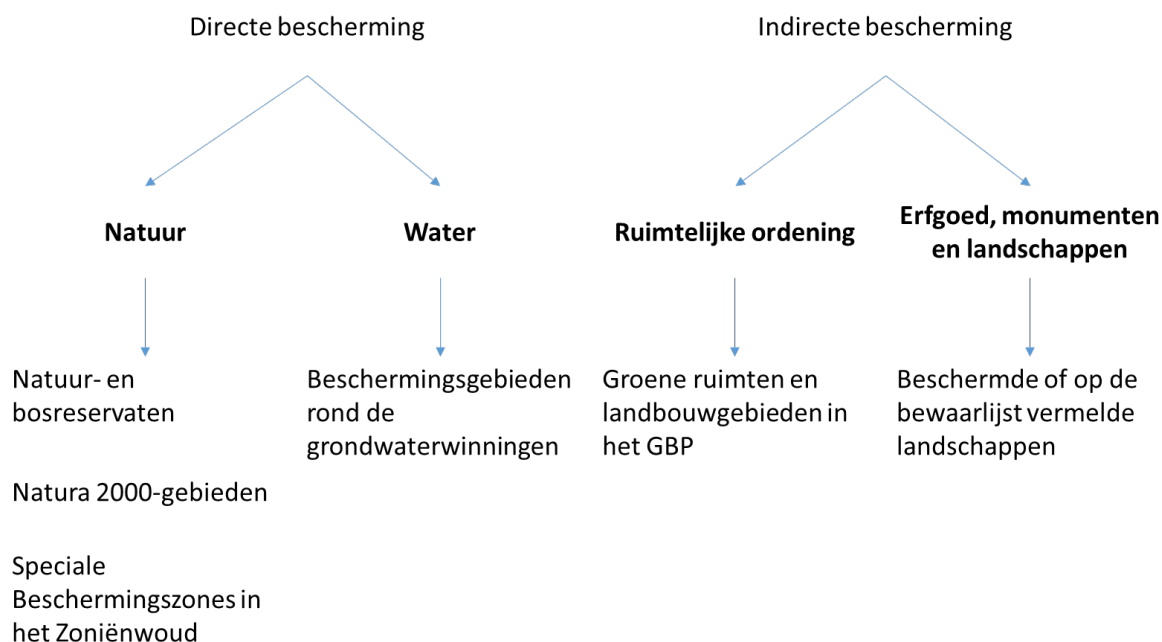 Directe bescherming
Indirecte bescherming
Natuur
Water
Ruimtelijke ordening
Erfgoed, monumenten
en landschappen
Natuur- en
bosreservaten
Natura 2000-gebieden
Speciale
Beschermingszones in
het Zoniënwoud
Beschermingsgebieden
rond de
grondwaterwinningen
Groene ruimten en
landbouwgebieden in
het GBP
Beschermde of op de
bewaarlijst vermelde
landschappen